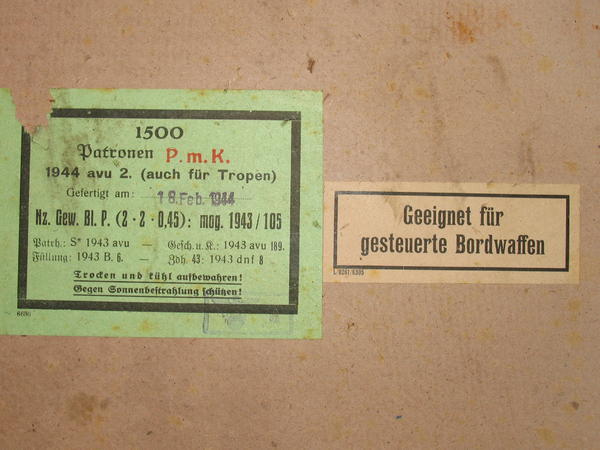 1500
Patronen P. m. K.
1944 avu 2. (auch für Tropen)
Gefertigt am: 18. Feb. 1944
Nz. Gew. Bl. P. (2 · 2 · 0,45): mog. 1943 / 105
Patrh.: S* 1943 avu — Gesch. u. K.: 1943 avu 189.
Füllung: 1943 B. 6. — Zdh. 43: 1943 dnf 8
Trocken und kühl aufbewahren!
Gegen Sonnenbestrahlung schützen!
6686
Geeignet für
gesteuerte Bordwaffen